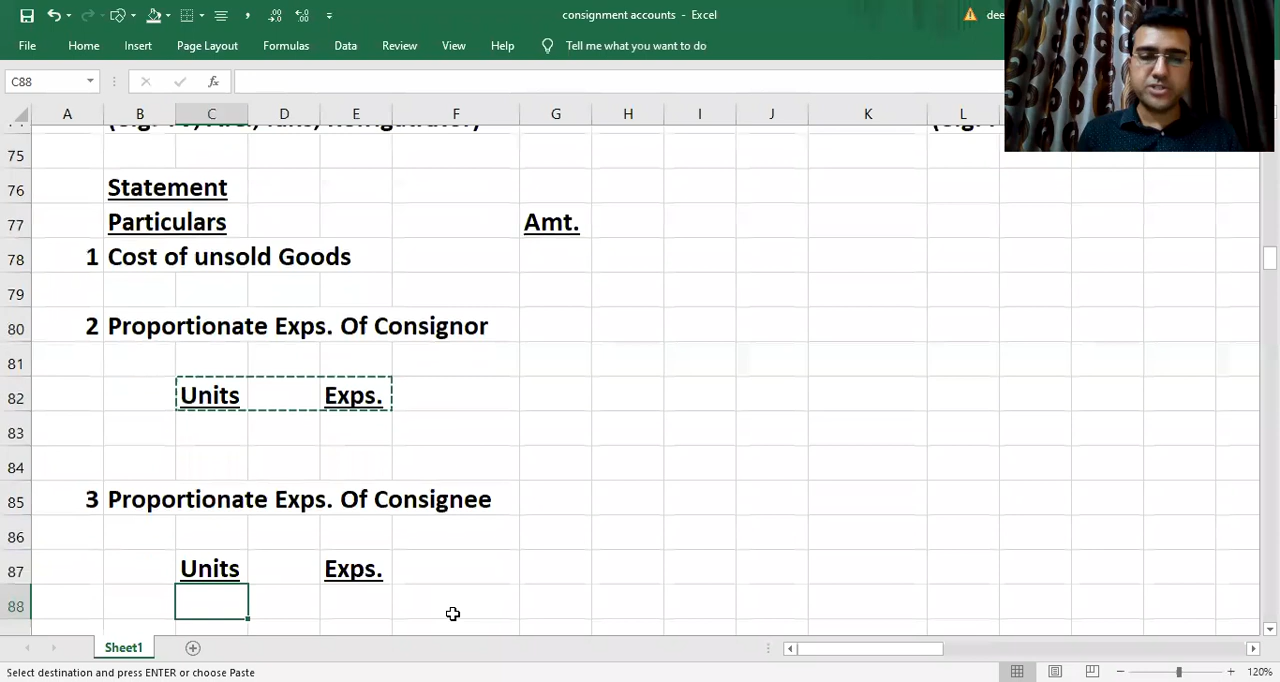 consignment accounts - Excel
dee
File Home Insert Page Layout Formulas Data Review View Help Tell me what you want to do
C88 fx
A B C D E F G H I J K L
75
76 Statement
77 Particulars Amt.
78 1 Cost of unsold Goods
79
80 2 Proportionate Exps. Of Consignor
81
82 Units Exps.
83
84
85 3 Proportionate Exps. Of Consignee
86
87 Units Exps.
88
Sheet1
Select destination and press ENTER or choose Paste 120%